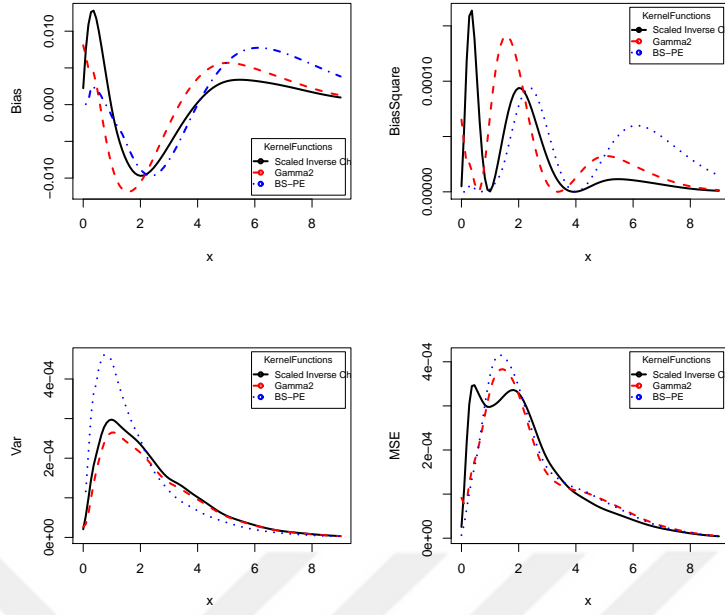 Bias
0.010
0.000
−0.010
0 2 4 6 8
x
KernelFunctions
Scaled Inverse Ch
Gamma2
BS−PE
BiasSquare
0.00010
0.00000
0 2 4 6 8
x
KernelFunctions
Scaled Inverse C
Gamma2
BS−PE
Var
4e−04
2e−04
0e+00
0 2 4 6 8
x
KernelFunctions
Scaled Inverse Ch
Gamma2
BS−PE
MSE
4e−04
2e−04
0e+00
0 2 4 6 8
x
KernelFunctions
Scaled Inverse C
Gamma2
BS−PE